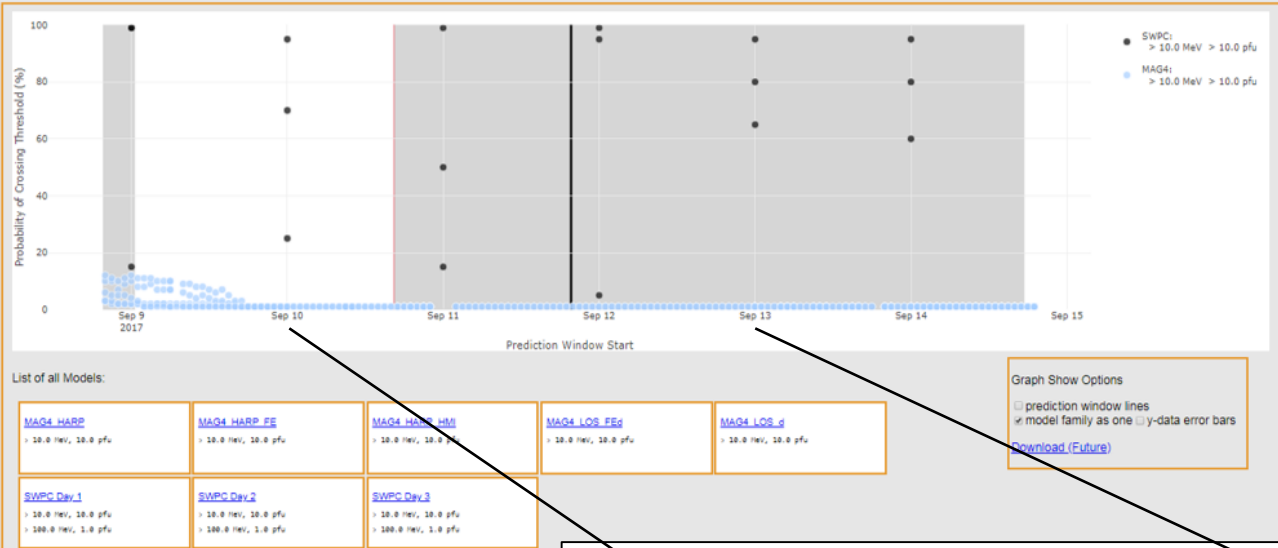 100
80
60
40
20
0
Probability of Crossing Threshold (%)
Sep 9
2017
Sep 10
Sep 11
Sep 12
Sep 13
Sep 14
Sep 15
Prediction Window Start
SWPC:
> 10.0 MeV > 10.0 pfu
MAG4:
> 10.0 MeV > 10.0 pfu
List of all Models:
MAG4_HARP
> 10.0 MeV, 10.0 pfu
MAG4_HARP_FE
> 10.0 MeV, 10.0 pfu
MAG4_HARP_HMI
> 10.0 MeV, 10.0 pfu
MAG4_LOS_FEd
> 10.0 MeV, 10.0 pfu
MAG4_LOS_d
> 10.0 MeV, 10.0 pfu
SWPC Day 1
> 10.0 MeV, 10.0 pfu
> 100.0 MeV, 1.0 pfu
SWPC Day 2
> 10.0 MeV, 10.0 pfu
> 100.0 MeV, 1.0 pfu
SWPC Day 3
> 10.0 MeV, 10.0 pfu
> 100.0 MeV, 1.0 pfu
Graph Show Options
prediction window lines
model family as one y-data error bars
Download (Future)